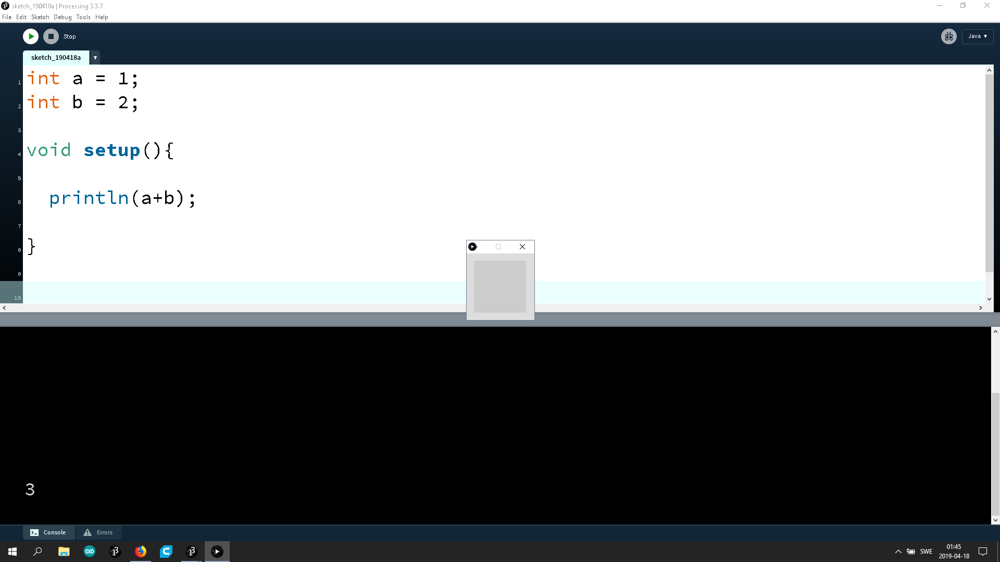 sketch_190418a | Processing 3.3.7
File Edit Sketch Debug Tools Help
Stop
Java ▾
sketch_190418a ▾
1 int a = 1;
2 int b = 2;
3
4 void setup(){
5
6   println(a+b);
7
8 }
9
10
3
Console Errors
SWE
01:45
2019-04-18